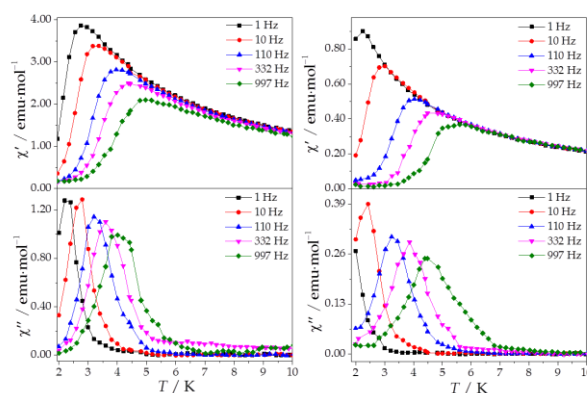 4.00
3.00
2.00
1.00
0.00
χ′ / emu·mol⁻¹
1 Hz
10 Hz
110 Hz
332 Hz
997 Hz
1.20
0.80
0.40
0.00
χ″ / emu·mol⁻¹
1 Hz
10 Hz
110 Hz
332 Hz
997 Hz
2 3 4 5 6 7 8 9 10
T / K
0.90
0.60
0.30
0.00
χ′ / emu·mol⁻¹
1 Hz
10 Hz
110 Hz
332 Hz
997 Hz
0.39
0.26
0.13
0.00
χ″ / emu·mol⁻¹
1 Hz
10 Hz
110 Hz
332 Hz
997 Hz
2 3 4 5 6 7 8 9 10
T / K